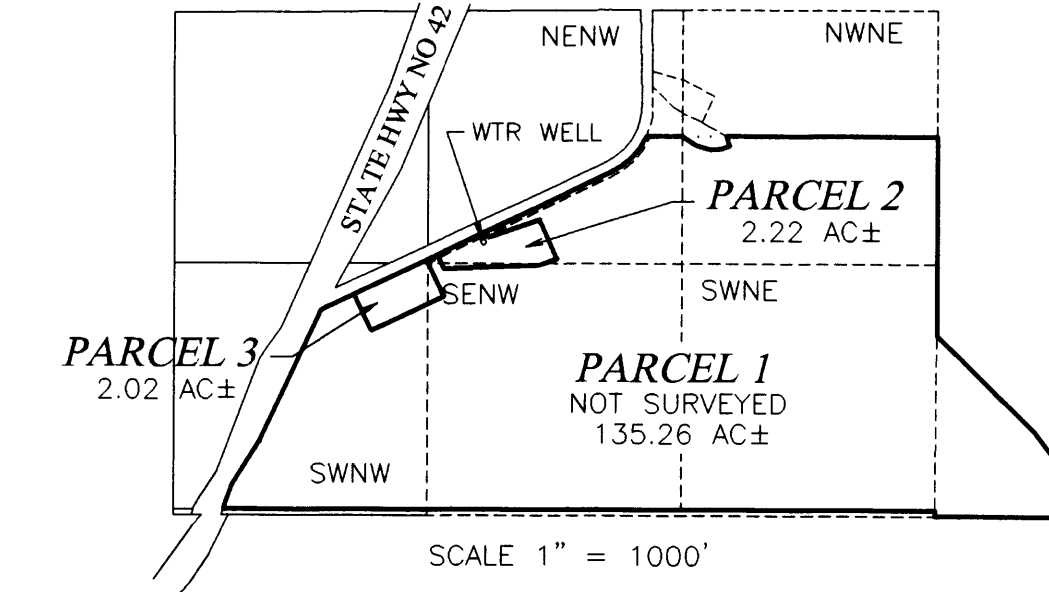 STATE HWY NO 42
NENW
NWNE
WTR WELL
PARCEL 2
2.22 AC±
SENW
SWNE
PARCEL 3
2.02 AC±
PARCEL 1
NOT SURVEYED
135.26 AC±
SWNW
SCALE 1" = 1000'